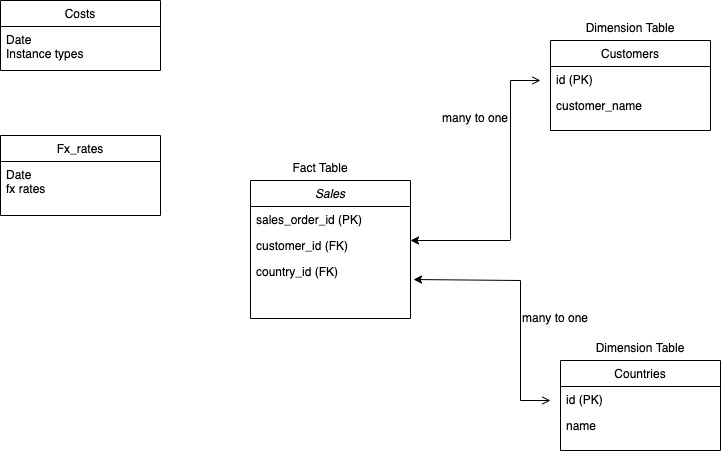 Costs
Date
Instance types
Fx_rates
Date
fx rates
Fact Table
Sales
sales_order_id (PK)
customer_id (FK)
country_id (FK)
many to one
Dimension Table
Customers
id (PK)
customer_name
many to one
Dimension Table
Countries
id (PK)
name